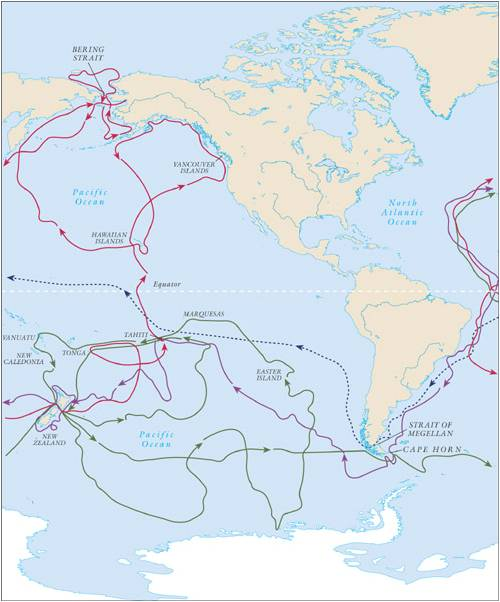 BERING
STRAIT
VANCOUVER
ISLANDS
Pacific
Ocean
North
Atlantic
Ocean
HAWAIIAN
ISLANDS
Equator
MARQUESAS
VANUATU
TAHITI
NEW
CALEDONIA
TONGA
EASTER
ISLAND
NEW
ZEALAND
Pacific
Ocean
STRAIT OF
MEGELLAN
CAPE HORN